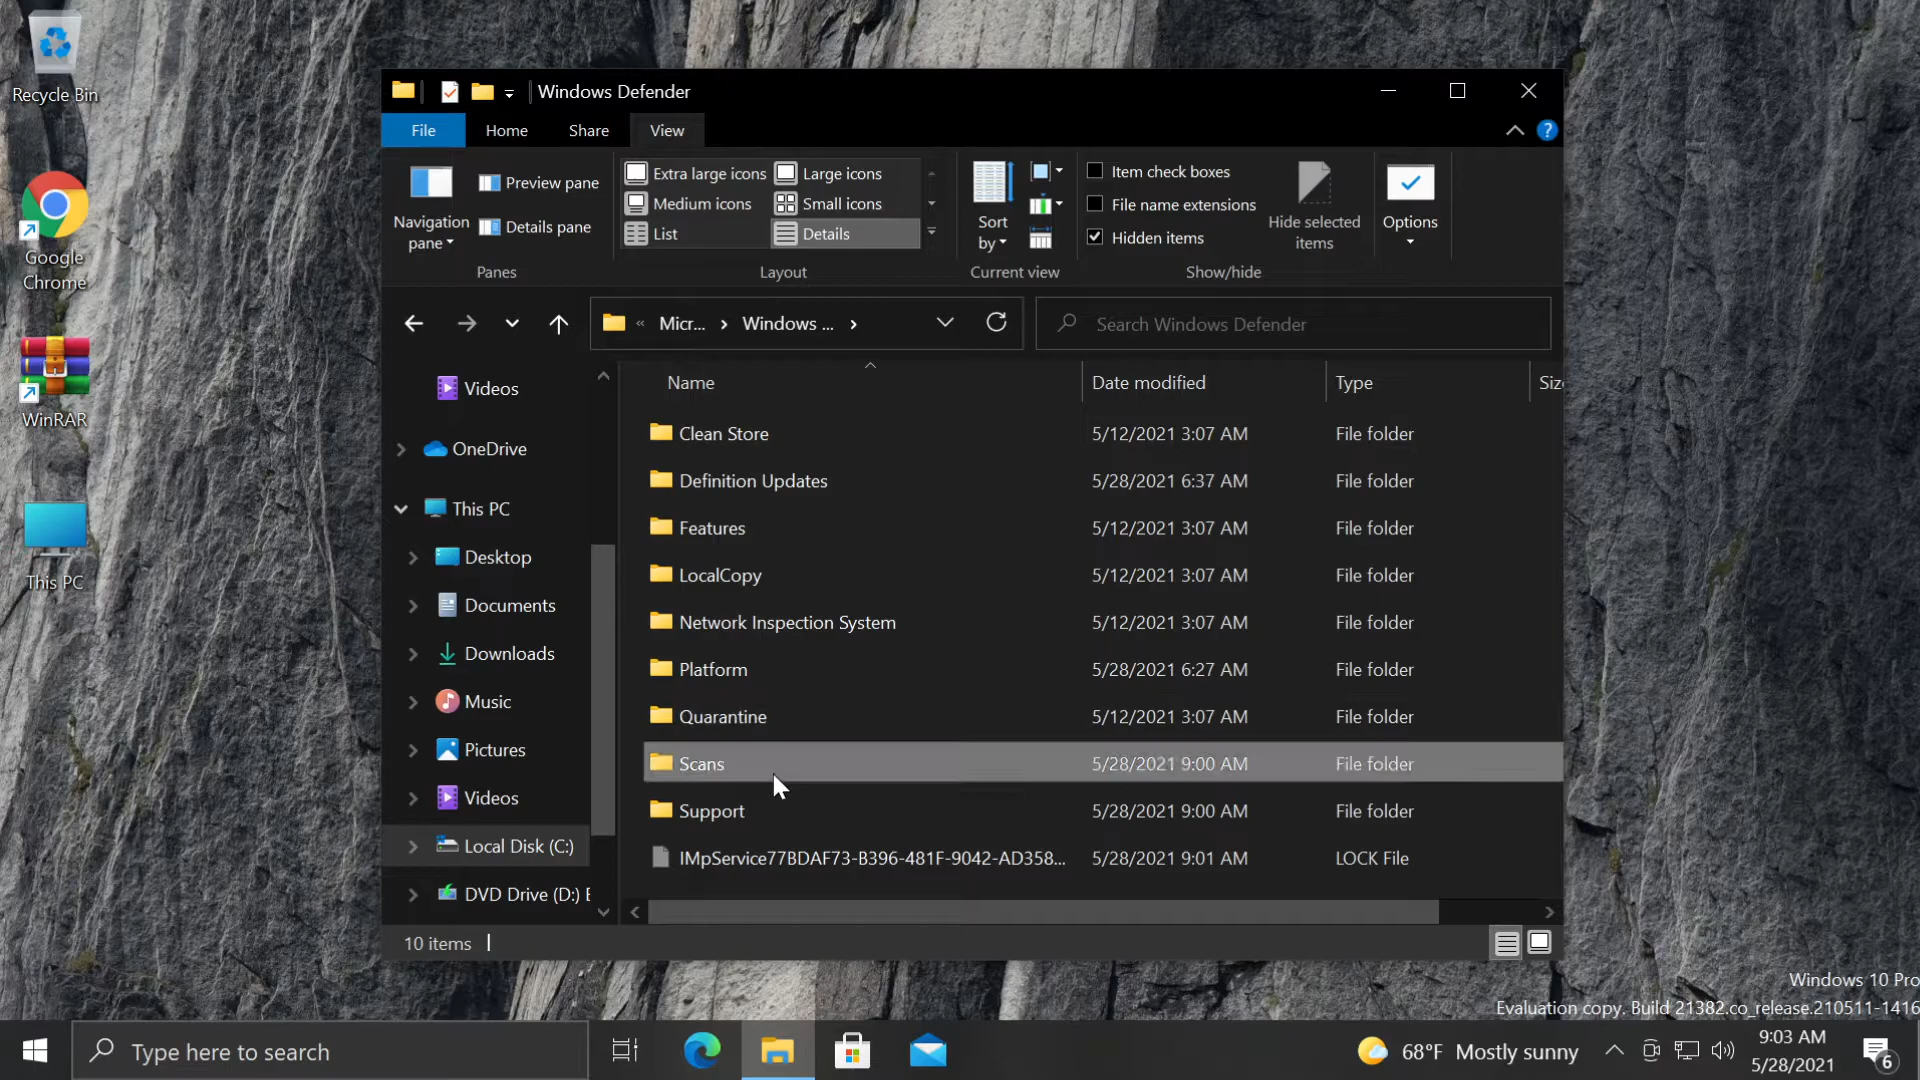 Recycle Bin
Google
Chrome
WinRAR
This PC
Windows Defender
File
Home
Share
View
Navigation
pane
Preview pane
Details pane
Panes
Extra large icons
Large icons
Medium icons
Small icons
List
Details
Layout
Sort
by
Current view
Item check boxes
File name extensions
Hidden items
Hide selected
items
Show/hide
Options
« Micr... › Windows ... ›
Search Windows Defender
Videos
OneDrive
This PC
Desktop
Documents
Downloads
Music
Pictures
Videos
Local Disk (C:)
DVD Drive (D:) E
Name Date modified Type Siz
Clean Store 5/12/2021 3:07 AM File folder
Definition Updates 5/28/2021 6:37 AM File folder
Features 5/12/2021 3:07 AM File folder
LocalCopy 5/12/2021 3:07 AM File folder
Network Inspection System 5/12/2021 3:07 AM File folder
Platform 5/28/2021 6:27 AM File folder
Quarantine 5/12/2021 3:07 AM File folder
Scans 5/28/2021 9:00 AM File folder
Support 5/28/2021 9:00 AM File folder
IMpService77BDAF73-B396-481F-9042-AD358... 5/28/2021 9:01 AM LOCK File
10 items
Windows 10 Pro
Evaluation copy. Build 21382.co_release.210511-1416
Type here to search
68°F Mostly sunny
9:03 AM
5/28/2021
6